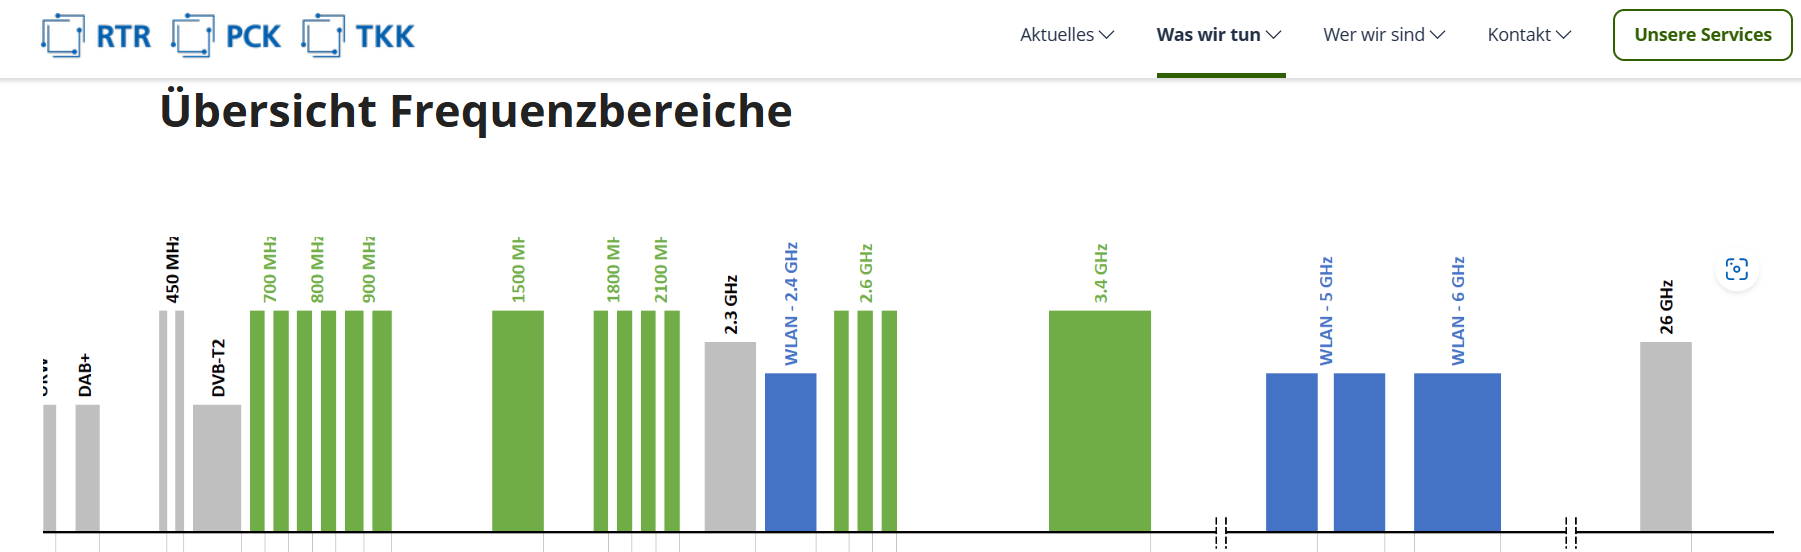 RTR PCK TKK Aktuelles Was wir tun Wer wir sind Kontakt Unsere Services
Übersicht Frequenzbereiche
DAB+
450 MHz
DVB-T2
700 MHz
800 MHz
900 MHz
1500 MH
1800 MH
2100 MH
2.3 GHz
WLAN - 2.4 GHz
2.6 GHz
3.4 GHz
WLAN - 5 GHz
WLAN - 6 GHz
26 GHz